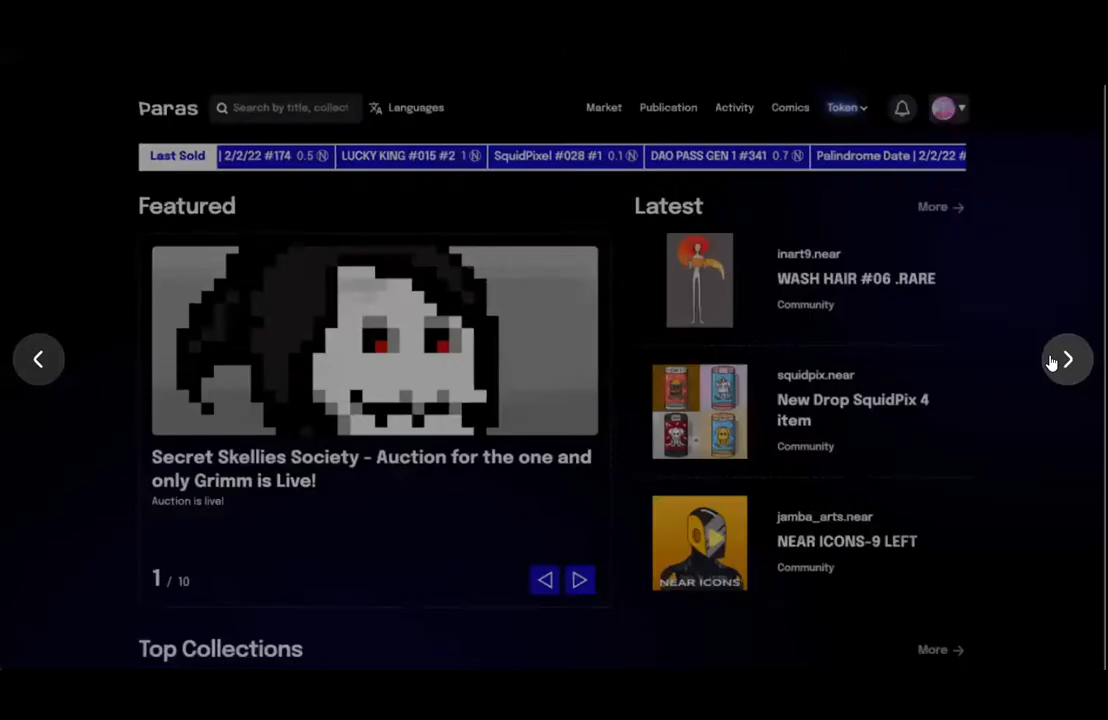 Paras
Search by title, collect
Languages
Market
Publication
Activity
Comics
Token
Last Sold
| 2/2/22 #174 0.5 Ⓝ
LUCKY KING #015 #2 1 Ⓝ
SquidPixel #028 #1 0.1 Ⓝ
DAO PASS GEN 1 #341 0.7 Ⓝ
Palindrome Date | 2/2/22 #
Featured
Secret Skellies Society - Auction for the one and
only Grimm is Live!
Auction is live!
1 / 10
Latest
More →
inart9.near
WASH HAIR #06 .RARE
Community
squidpix.near
New Drop SquidPix 4
item
Community
NEAR ICONS
jamba_arts.near
NEAR ICONS-9 LEFT
Community
Top Collections
More →